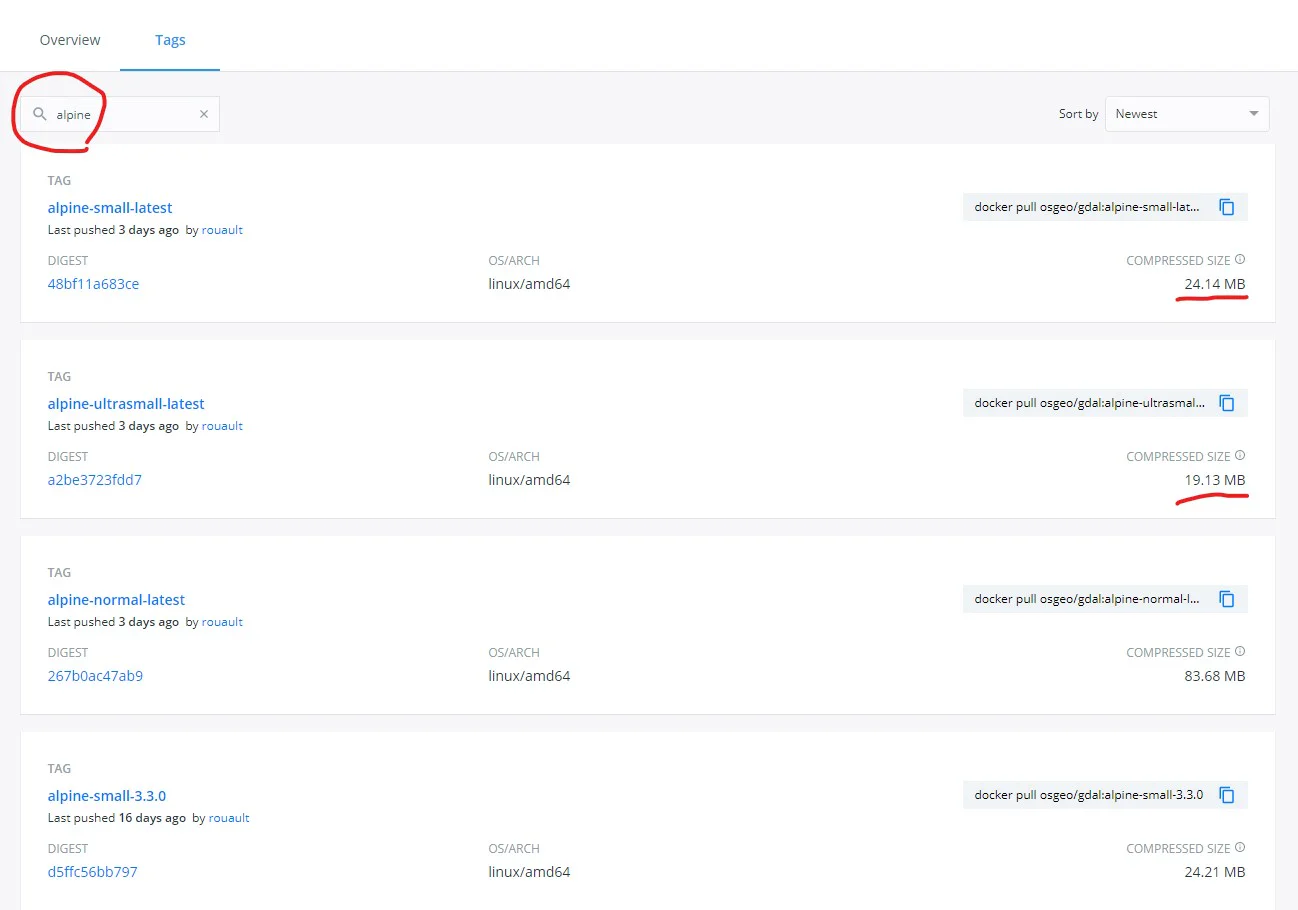 Overview Tags
alpine
Sort by Newest
TAG
alpine-small-latest
docker pull osgeo/gdal:alpine-small-lat...
Last pushed 3 days ago by rouault
DIGEST OS/ARCH COMPRESSED SIZE
48bf11a683ce linux/amd64 24.14 MB
TAG
alpine-ultrasmall-latest
docker pull osgeo/gdal:alpine-ultrasmal...
Last pushed 3 days ago by rouault
DIGEST OS/ARCH COMPRESSED SIZE
a2be3723fdd7 linux/amd64 19.13 MB
TAG
alpine-normal-latest
docker pull osgeo/gdal:alpine-normal-l...
Last pushed 3 days ago by rouault
DIGEST OS/ARCH COMPRESSED SIZE
267b0ac47ab9 linux/amd64 83.68 MB
TAG
alpine-small-3.3.0
docker pull osgeo/gdal:alpine-small-3.3.0
Last pushed 16 days ago by rouault
DIGEST OS/ARCH COMPRESSED SIZE
d5ffc56bb797 linux/amd64 24.21 MB